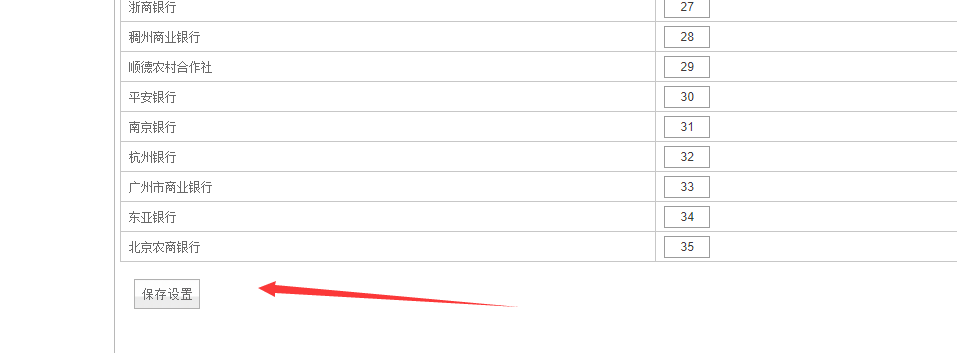 浙商银行 27
稠州商业银行 28
顺德农村合作社 29
平安银行 30
南京银行 31
杭州银行 32
广州市商业银行 33
东亚银行 34
北京农商银行 35
保存设置